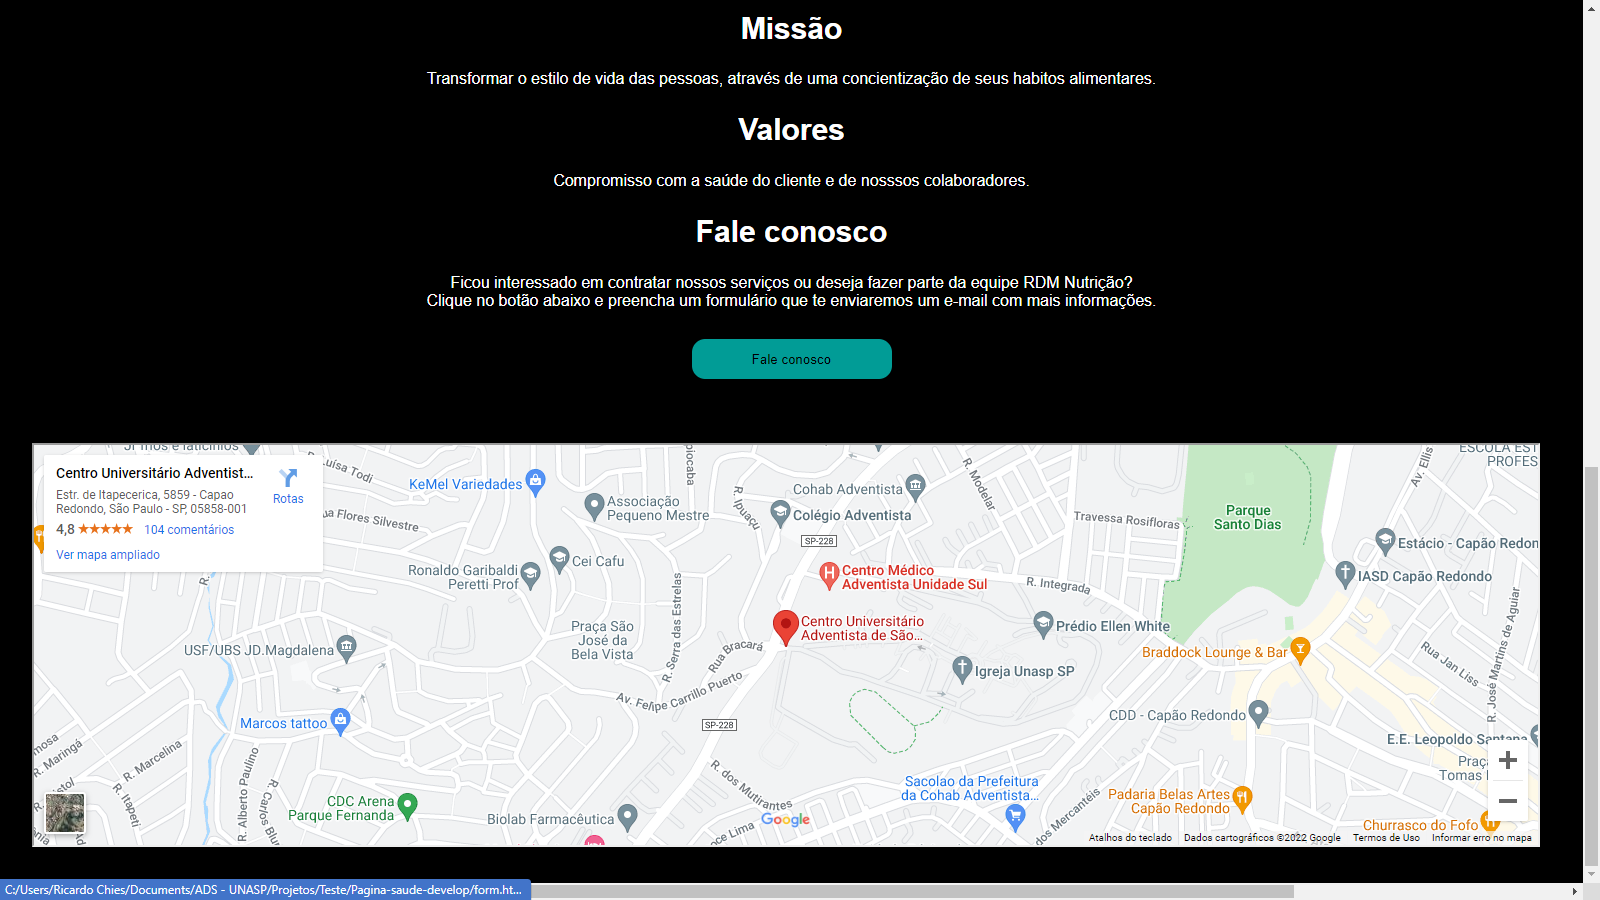 Missão
Transformar o estilo de vida das pessoas, através de uma concientização de seus habitos alimentares.
Valores
Compromisso com a saúde do cliente e de nosssos colaboradores.
Fale conosco
Ficou interessado em contratar nossos serviços ou deseja fazer parte da equipe RDM Nutrição?
Clique no botão abaixo e preencha um formulário que te enviaremos um e-mail com mais informações.
Fale conosco
Centro Universitário Adventist...
Estr. de Itapecerica, 5859 - Capao
Redondo, São Paulo - SP, 05858-001
4,8
104 comentários
Ver mapa ampliado
Rotas
Luísa Todi
ua Flores Silvestre
KeMel Variedades
Associação
Pequeno Mestre
Cei Cafu
Ronaldo Garibaldi
Peretti Prof
piocaba
R. Iguaçu
Cohab Adventista
Colégio Adventista
SP-228
R. Modelar
Travessa Rosifloras
Parque
Santo Dias
ESCOLA EST
PROFES
Av. Ellis
Estácio - Capão Redon
IASD Capão Redondo
Centro Médico
Adventista Unidade Sul
R. Integrada
Centro Universitário
Adventista de São...
Prédio Ellen White
Igreja Unasp SP
Praça São
José da
Bela Vista
R. Serra das Estrelas
Rua Bracará
Av. Felipe Carrillo Puerto
USF/UBS JD.Magdalena
Marcos tattoo
SP-228
Braddock Lounge & Bar
CDD - Capão Redondo
Rua Jan Liss
R. José Martins de Aguiar
E.E. Leopoldo Santana
Praça
Tomas
R. Maringá
R. Marcelina
R. Itapeti
R. Alberto Paulino
R. Carlos
CDC Arena
Parque Fernanda
Biolab Farmacêutica
R. dos Mutirantes
oce Lima
Google
Sacolao da Prefeitura
da Cohab Adventista...
dos Mercantéis
Padaria Belas Artes
Capão Redondo
Churrasco do Fofo
Atalhos do teclado
Dados cartográficos ©2022 Google
Termos de Uso
Informar erro no mapa
C:/Users/Ricardo Chies/Documents/ADS - UNASP/Projetos/Teste/Pagina-saude-develop/form.ht...